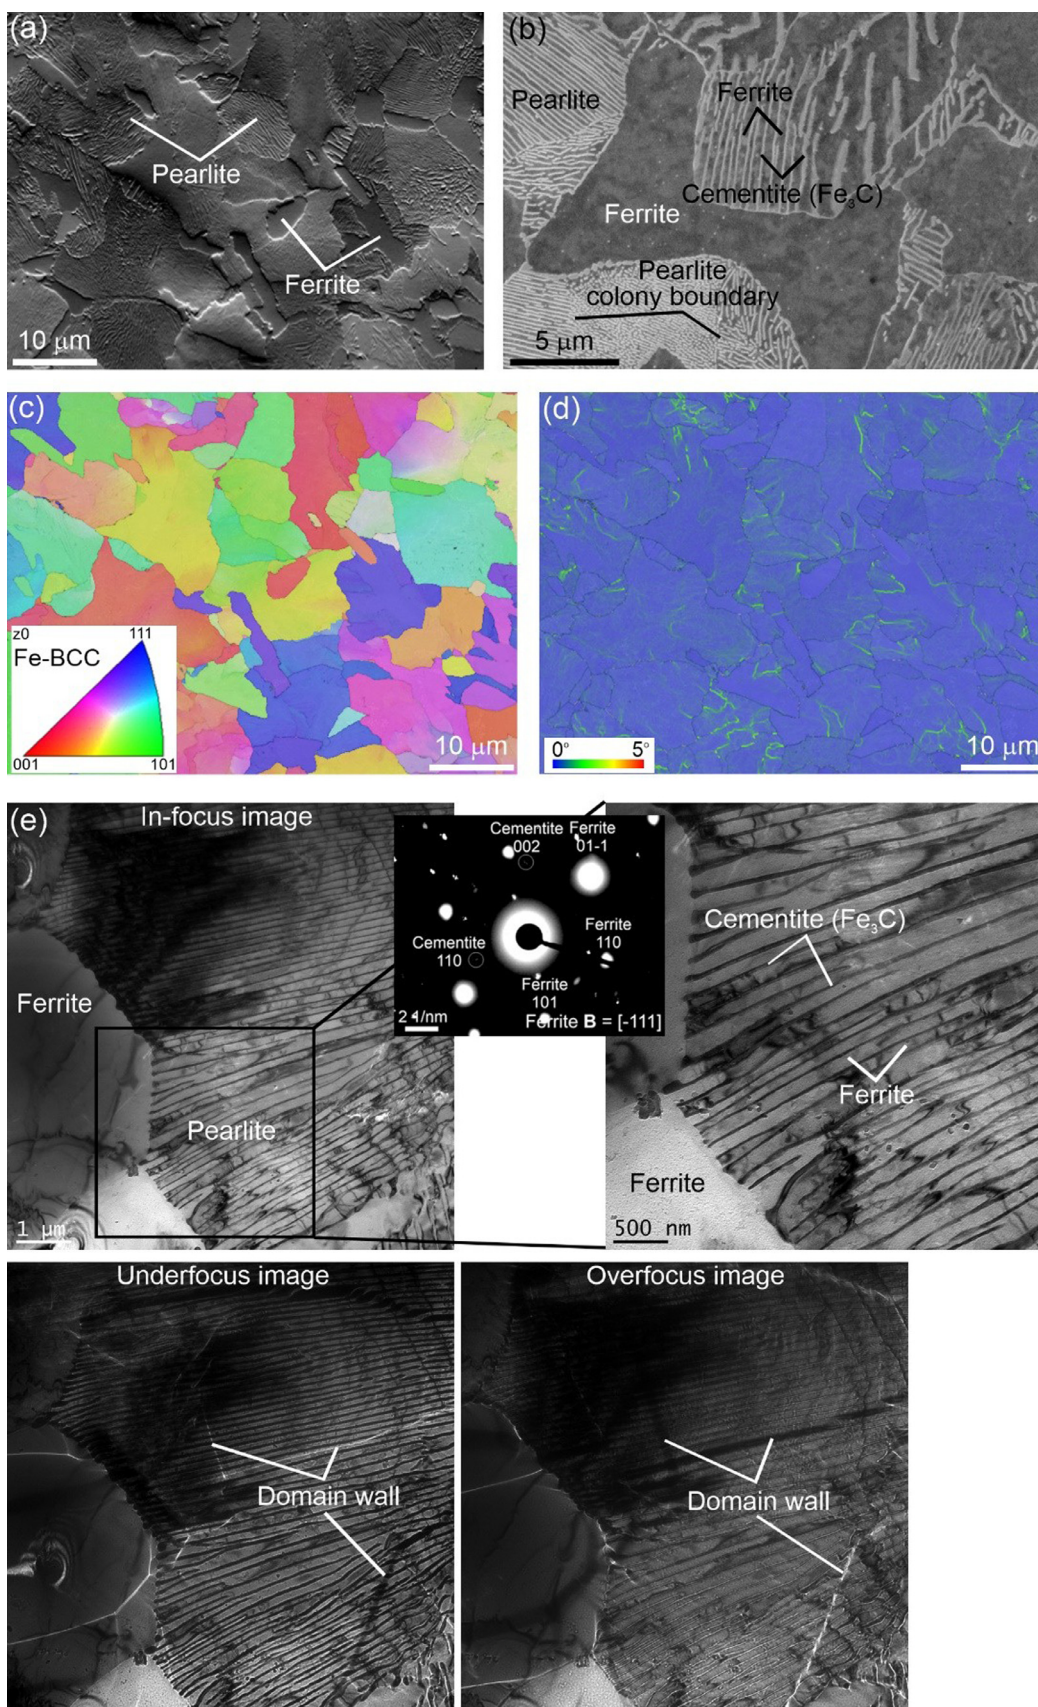 (a)
Pearlite
Ferrite
10 μm
(b)
Pearlite
Ferrite
Cementite (Fe₃C)
Ferrite
Pearlite
colony boundary
5 μm
(c)
z0
111
Fe-BCC
001
101
10 μm
(d)
0°
5°
10 μm
(e)
In-focus image
Ferrite
Pearlite
1 μm
Cementite
002
Ferrite
01-1
Cementite
110
Ferrite
110
Ferrite
101
2 1/nm
Ferrite B = [-111]
Cementite (Fe₃C)
Ferrite
Ferrite
500 nm
Underfocus image
Domain wall
Overfocus image
Domain wall